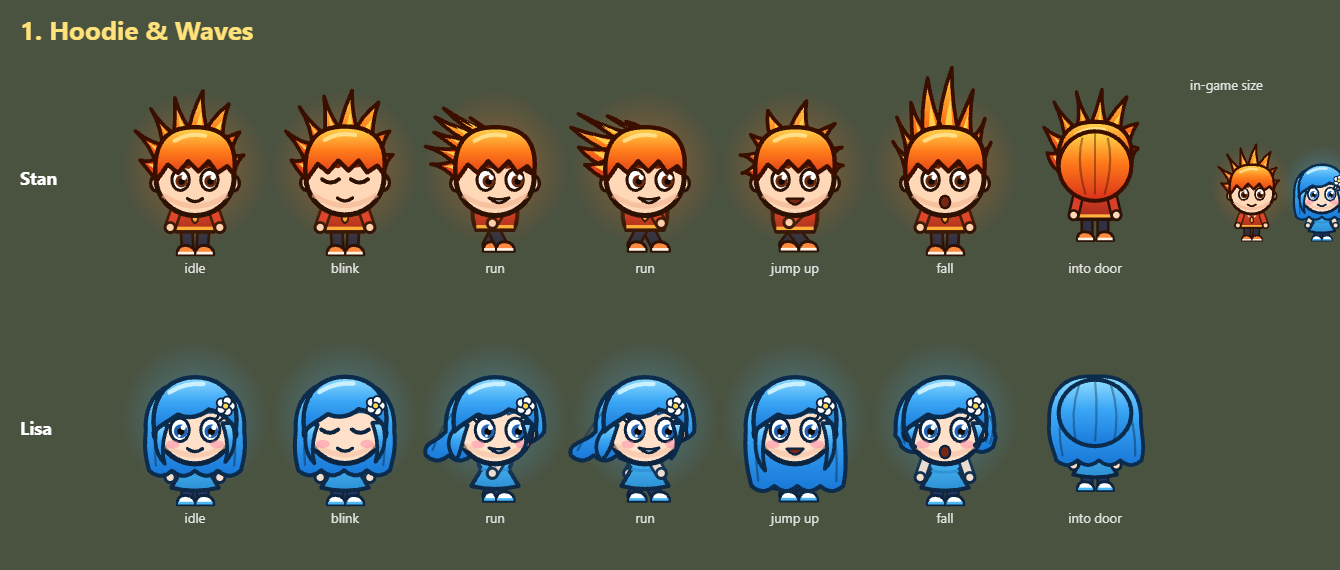 1. Hoodie & Waves
in-game size
Stan
idle
blink
run
run
jump up
fall
into door
Lisa
idle
blink
run
run
jump up
fall
into door